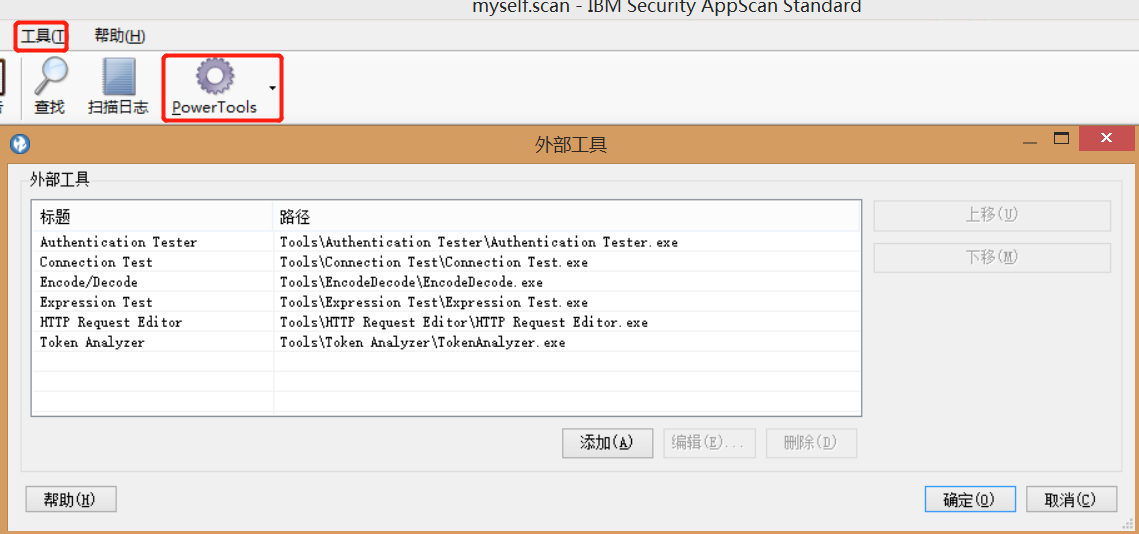 myself.scan - IBM Security AppScan Standard
工具(T 帮助(H)
查找 扫描日志 PowerTools
外部工具
外部工具
标题 路径
Authentication Tester Tools\Authentication Tester\Authentication Tester.exe
Connection Test Tools\Connection Test\Connection Test.exe
Encode/Decode Tools\EncodeDecode\EncodeDecode.exe
Expression Test Tools\Expression Test\Expression Test.exe
HTTP Request Editor Tools\HTTP Request Editor\HTTP Request Editor.exe
Token Analyzer Tools\Token Analyzer\TokenAnalyzer.exe
上移(U)
下移(M)
添加(A) 编辑(E)... 删除(D)
帮助(H) 确定(O) 取消(C)